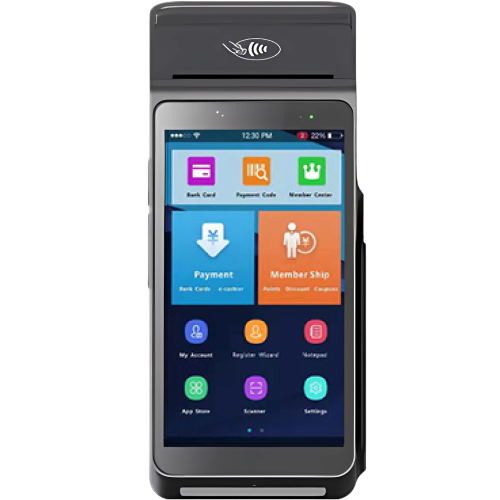 12:30 PM 2 22%
Bank Card Payment Code Member Center
Payment Member Ship
Bank Cards e-cashier Points Discount Coupons
My Account Register Wizard Notepad
App Store Scanner Settings